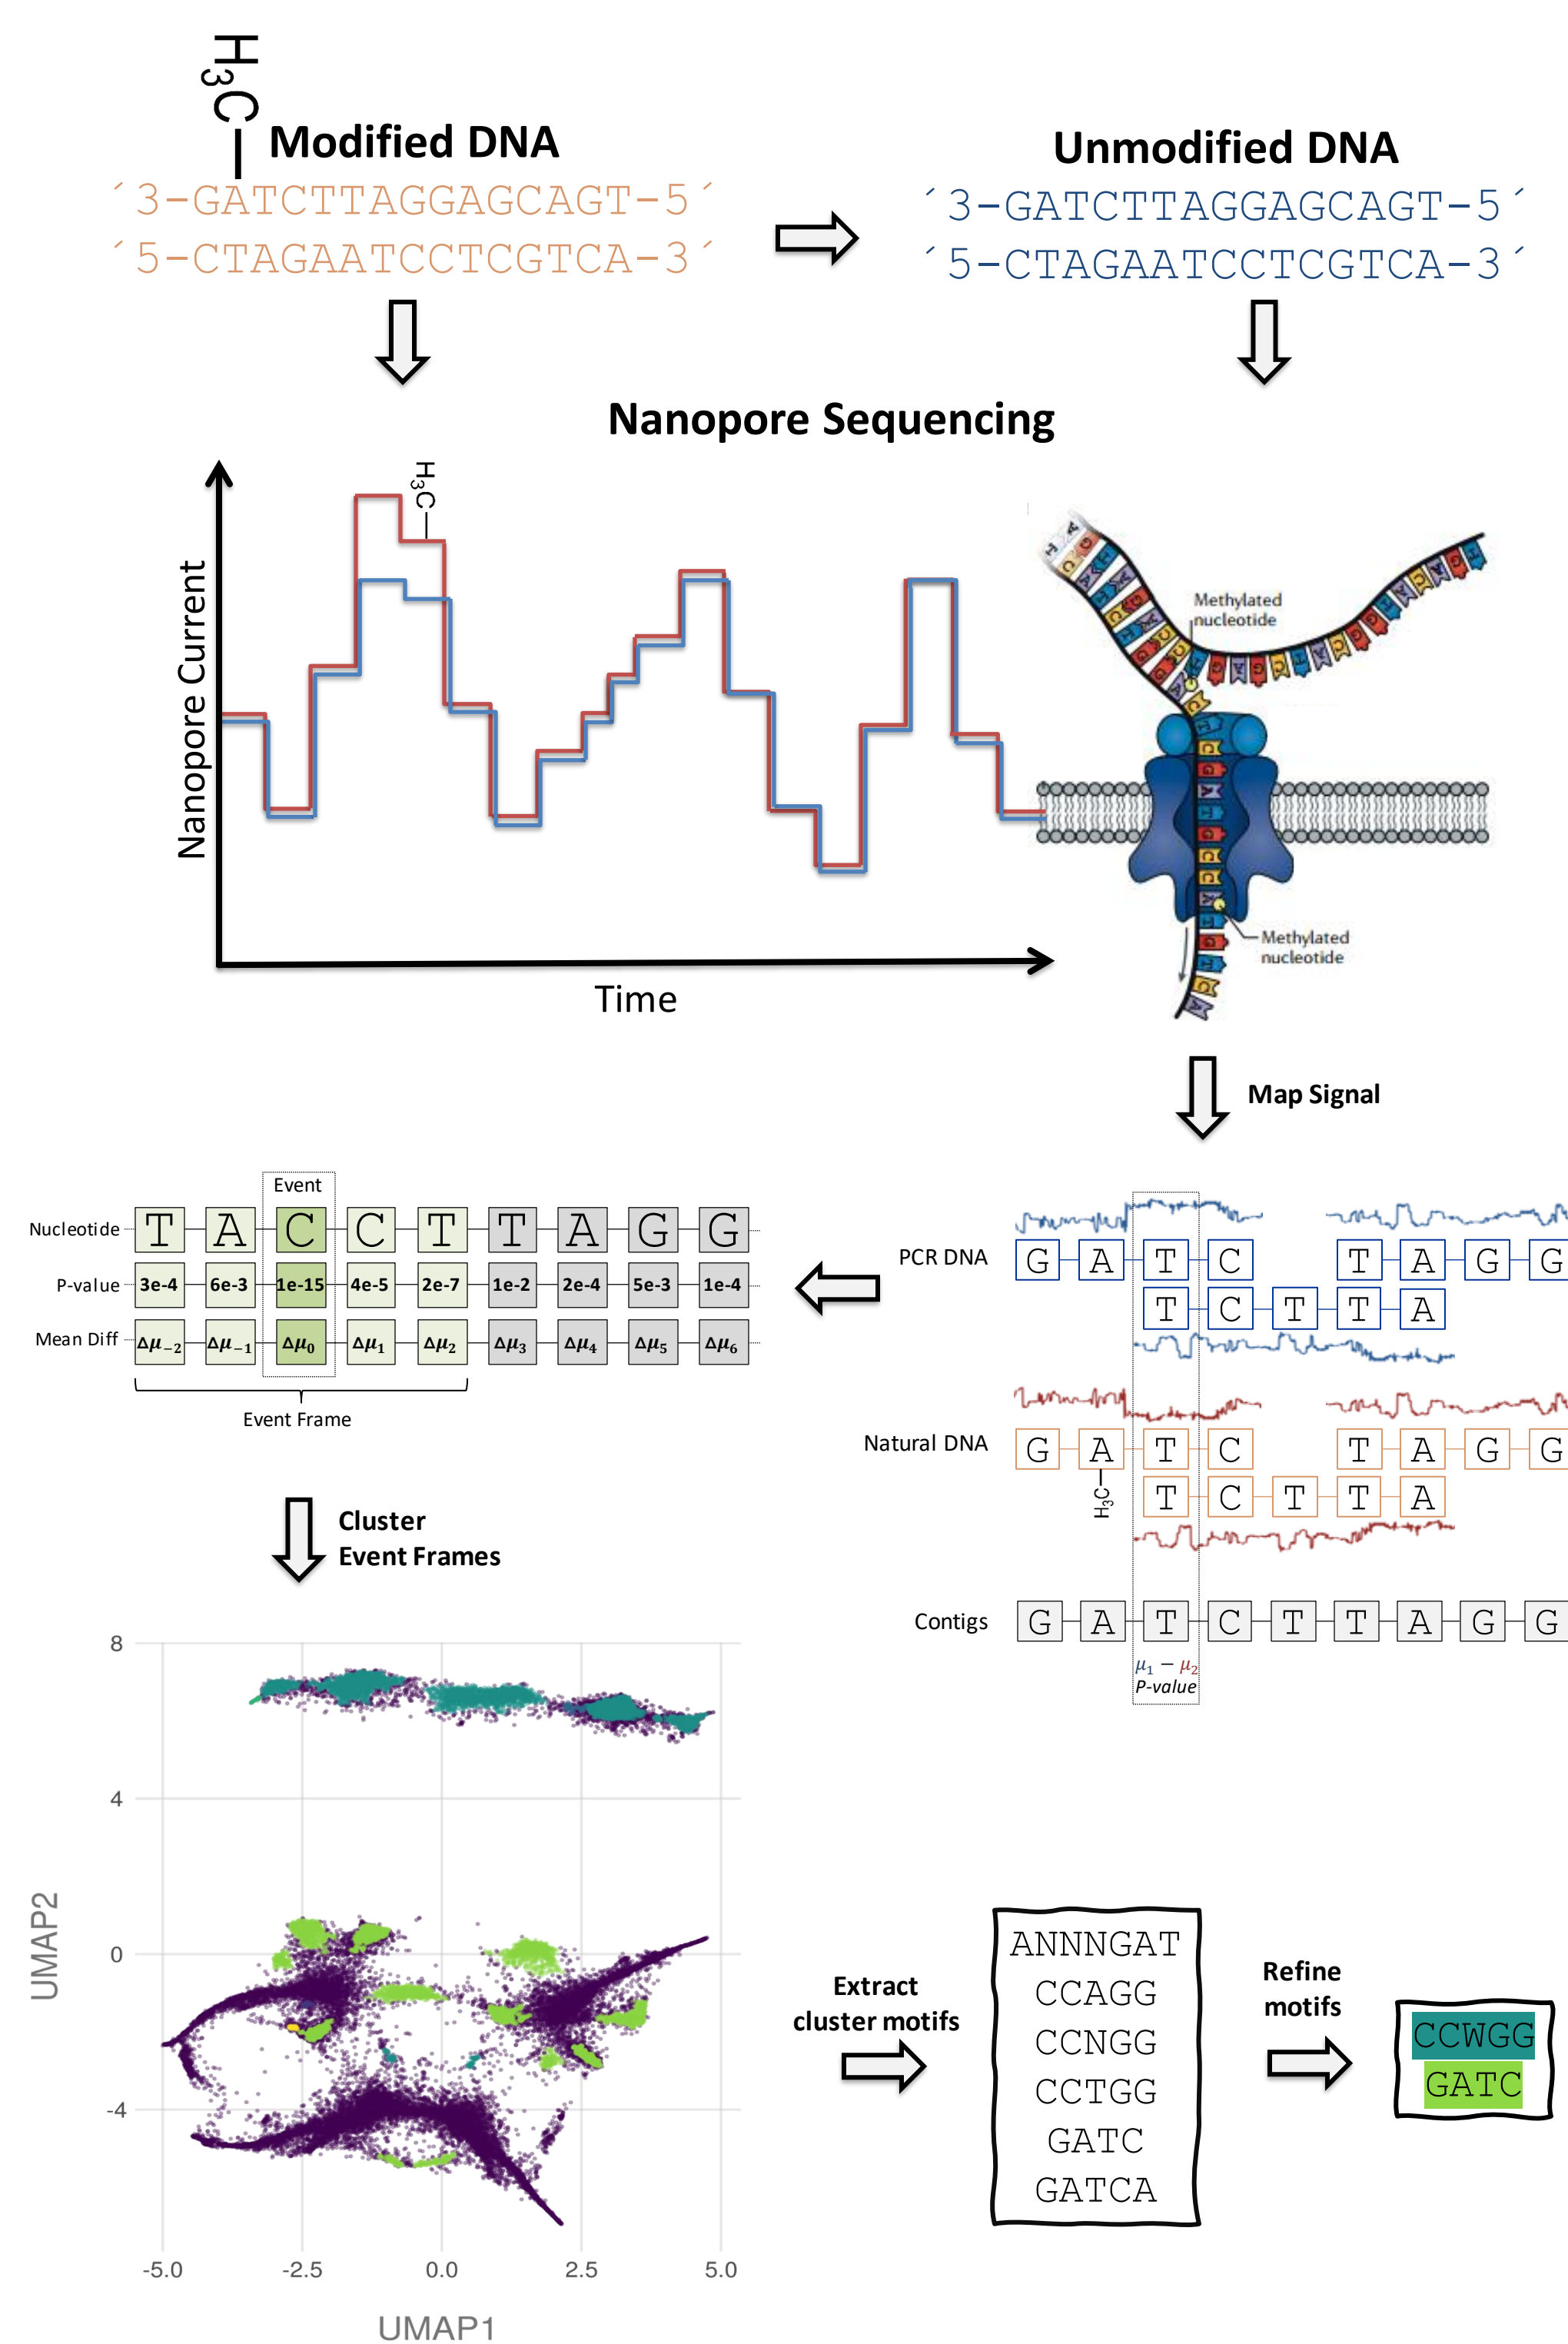 H3C
Modified DNA
´3-GATCTTAGGAGCAGT-5´
´5-CTAGAATCCTCGTCA-3´
Unmodified DNA
´3-GATCTTAGGAGCAGT-5´
´5-CTAGAATCCTCGTCA-3´
Nanopore Sequencing
H3C
Nanopore Current
Time
Methylated
nucleotide
Methylated
nucleotide
Map Signal
Event
Nucleotide T A C C T T A G G
P-value 3e-4 6e-3 1e-15 4e-5 2e-7 1e-2 2e-4 5e-3 1e-4
Mean Diff Δμ−2 Δμ−1 Δμ0 Δμ1 Δμ2 Δμ3 Δμ4 Δμ5 Δμ6
Event Frame
PCR DNA G A T C T A G G
T C T T A
Natural DNA G A T C T A G G
H3C
T C T T A
Contigs G A T C T T A G G
μ1 − μ2
P-value
Cluster
Event Frames
8
4
0
-4
UMAP2
-5.0 -2.5 0.0 2.5 5.0
UMAP1
Extract
cluster motifs
ANNNGAT
CCAGG
CCNGG
CCTGG
GATC
GATCA
Refine
motifs
CCWGG
GATC